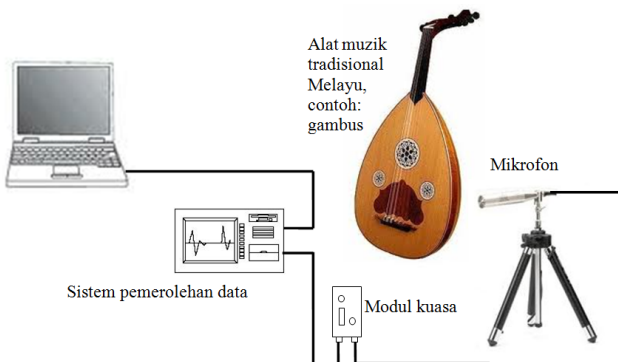 Alat muzik
tradisional
Melayu,
contoh:
gambus
Mikrofon
Sistem pemerolehan data
Modul kuasa